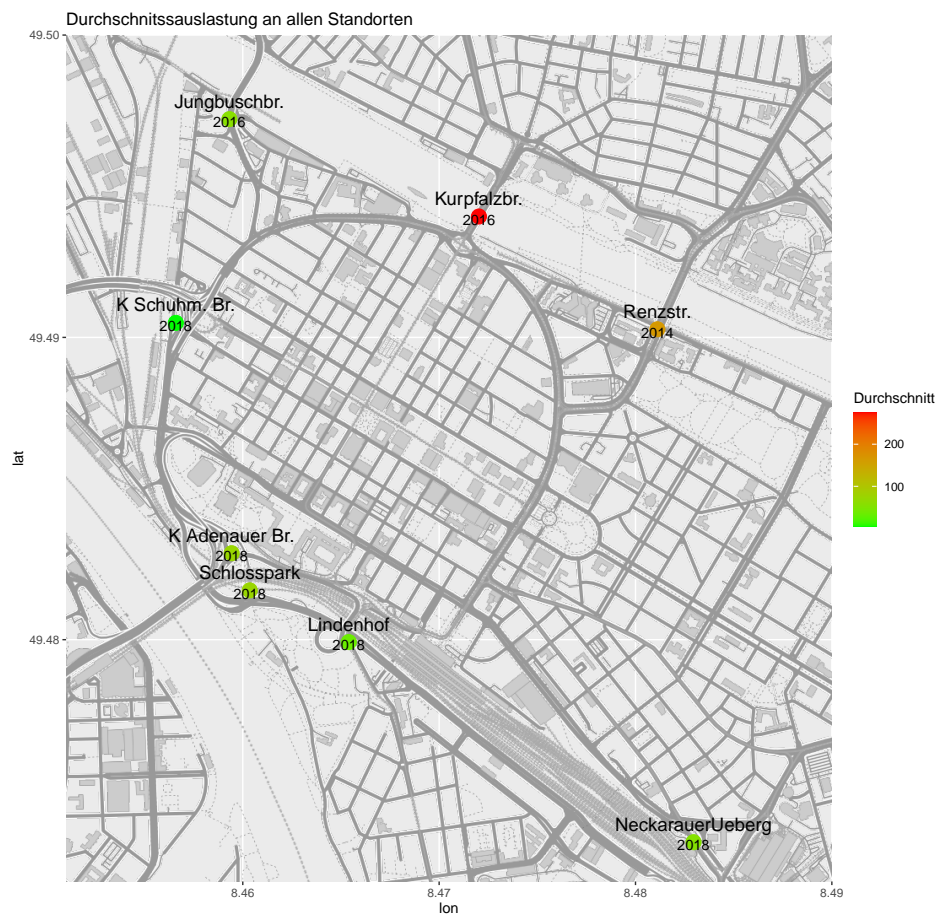 Durchschnittsauslastung an allen Standorten
49.50
Jungbuschbr.
2016
Kurpfalzbr.
2016
K Schuhm. Br.
2018
Renzstr.
2014
49.49
Durchschnitt
200
100
lat
K Adenauer Br.
2018
Schlosspark
2018
Lindenhof
2018
49.48
NeckarauerUeberg
2018
8.46
8.47
8.48
8.49
lon